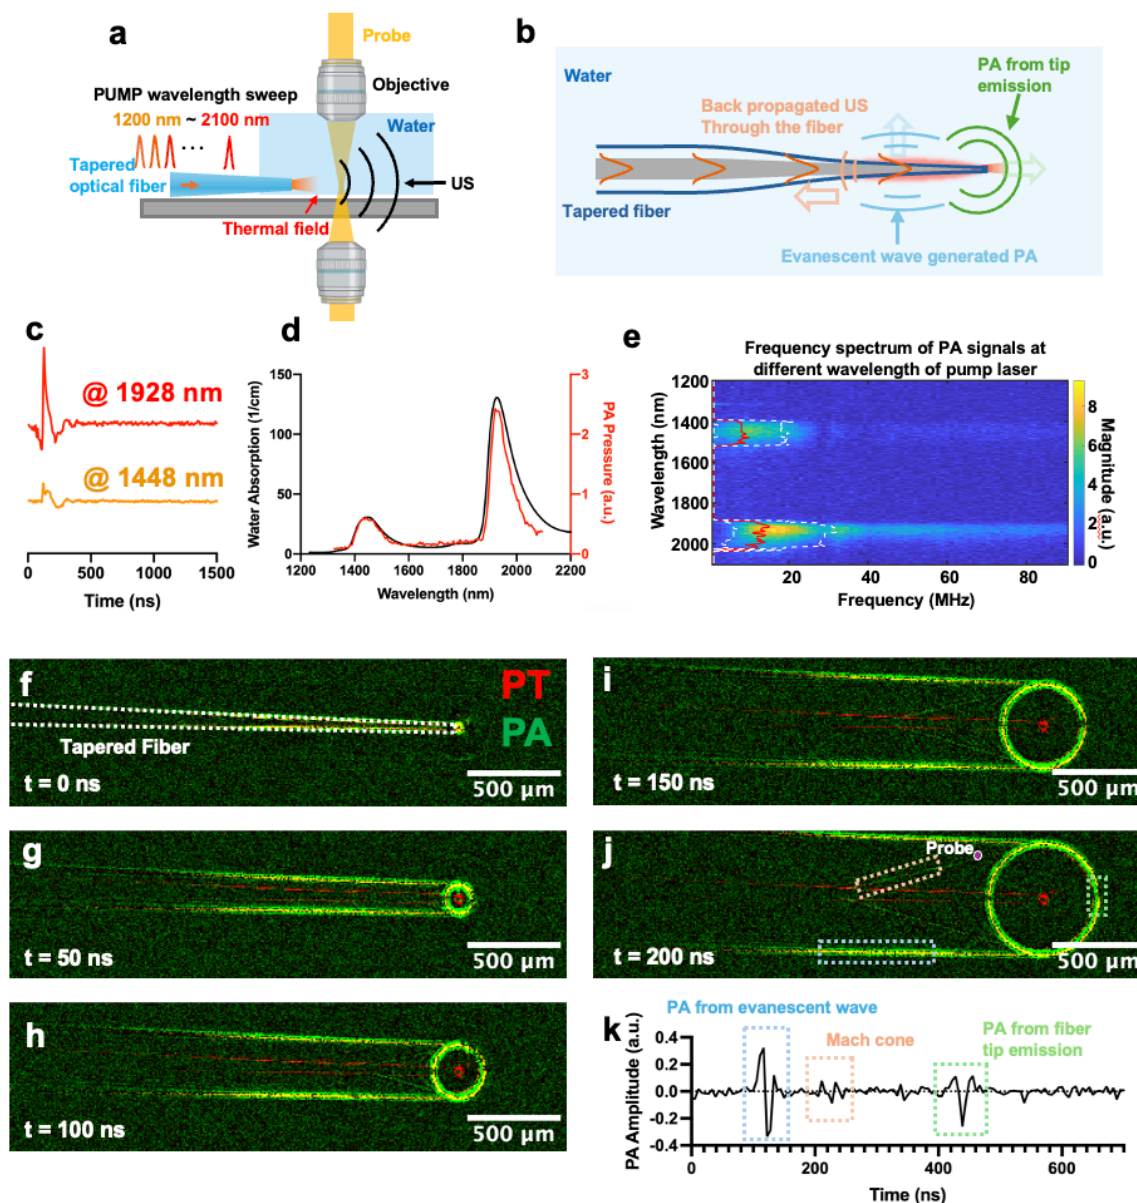 a
Probe
Objective
PUMP wavelength sweep
1200 nm ~ 2100 nm
Water
Tapered
optical fiber
US
Thermal field
b
Water
PA from tip
emission
Back propagated US
Through the fiber
Tapered fiber
Evanescent wave generated PA
c
@ 1928 nm
@ 1448 nm
0 500 1000 1500
Time (ns)
d
Water Absorption (1/cm)
150
100
50
0
1200 1400 1600 1800 2000 2200
Wavelength (nm)
3
2
1
0
PA Pressure (a.u.)
e
Frequency spectrum of PA signals at
different wavelength of pump laser
Wavelength (nm)
1200
1400
1600
1800
2000
20 40 60 80
Frequency (MHz)
8
6
4
2
0
Magnitude (a.u.)
f
PT
PA
Tapered Fiber
t = 0 ns
500 µm
g
t = 50 ns
500 µm
h
t = 100 ns
500 µm
i
t = 150 ns
500 µm
j
Probe
t = 200 ns
500 µm
k
PA from evanescent wave
Mach cone
PA from fiber
tip emission
PA Amplitude (a.u.)
0.4
0.2
0.0
-0.2
-0.4
0 200 400 600
Time (ns)